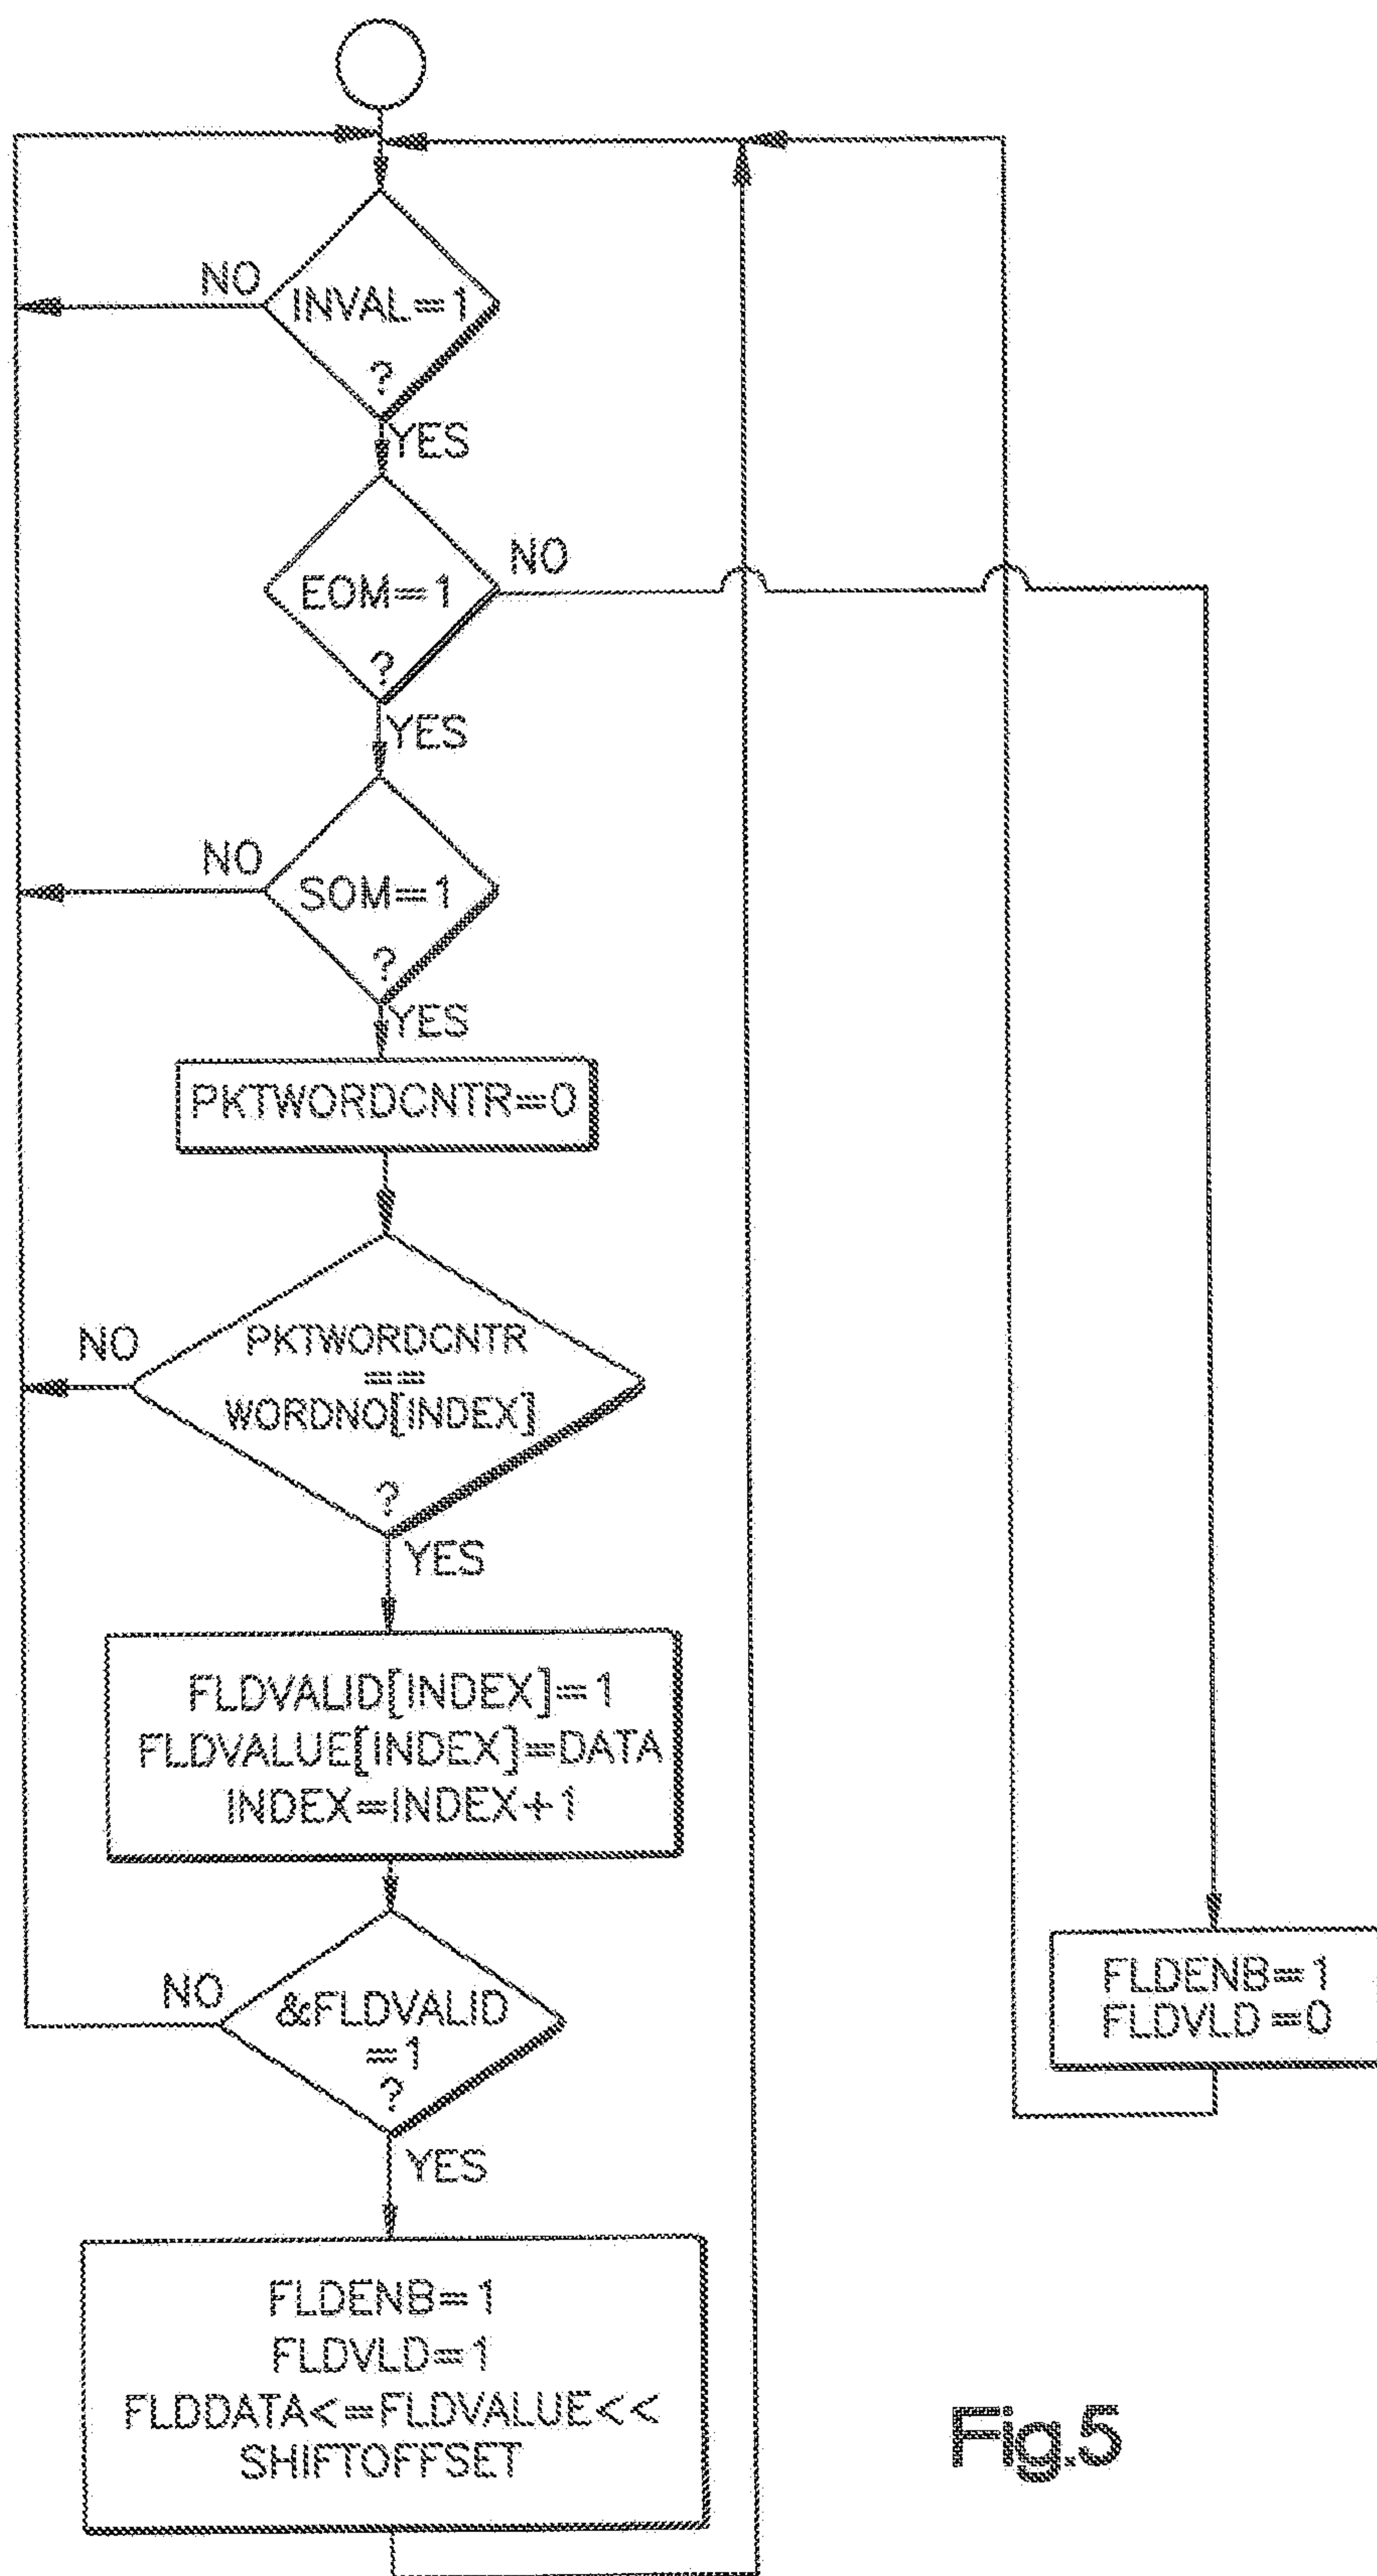 NO
INVAL=1
?
YES
NO
EOM=1
?
YES
NO
SOM=1
?
YES
PKTWORDCNTR=0
NO
PKTWORDCNTR
==
WORDNO[INDEX]
?
YES
FLDVALID[INDEX]=1
FLDVALUE[INDEX]=DATA
INDEX=INDEX+1
NO
&FLDVALID
=1
?
YES
FLDENB=1
FLDVLD=0
FLDENB=1
FLDVLD=1
FLDDATA<=FLDVALUE<<
SHIFTOFFSET
Fig.5